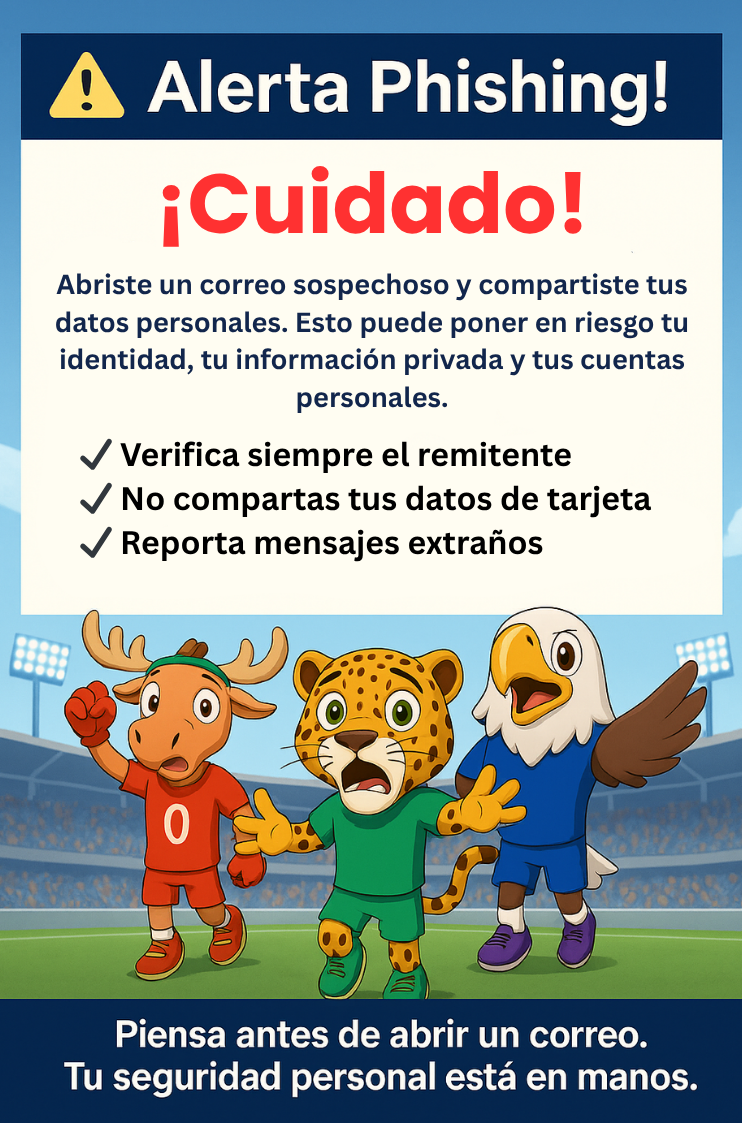 Alerta Phishing!
¡Cuidado!
Abriste un correo sospechoso y compartiste tus
datos personales. Esto puede poner en riesgo tu
identidad, tu información privada y tus cuentas
personales.
✓ Verifica siempre el remitente
✓ No compartas tus datos de tarjeta
✓ Reporta mensajes extraños
0
Piensa antes de abrir un correo.
Tu seguridad personal está en manos.